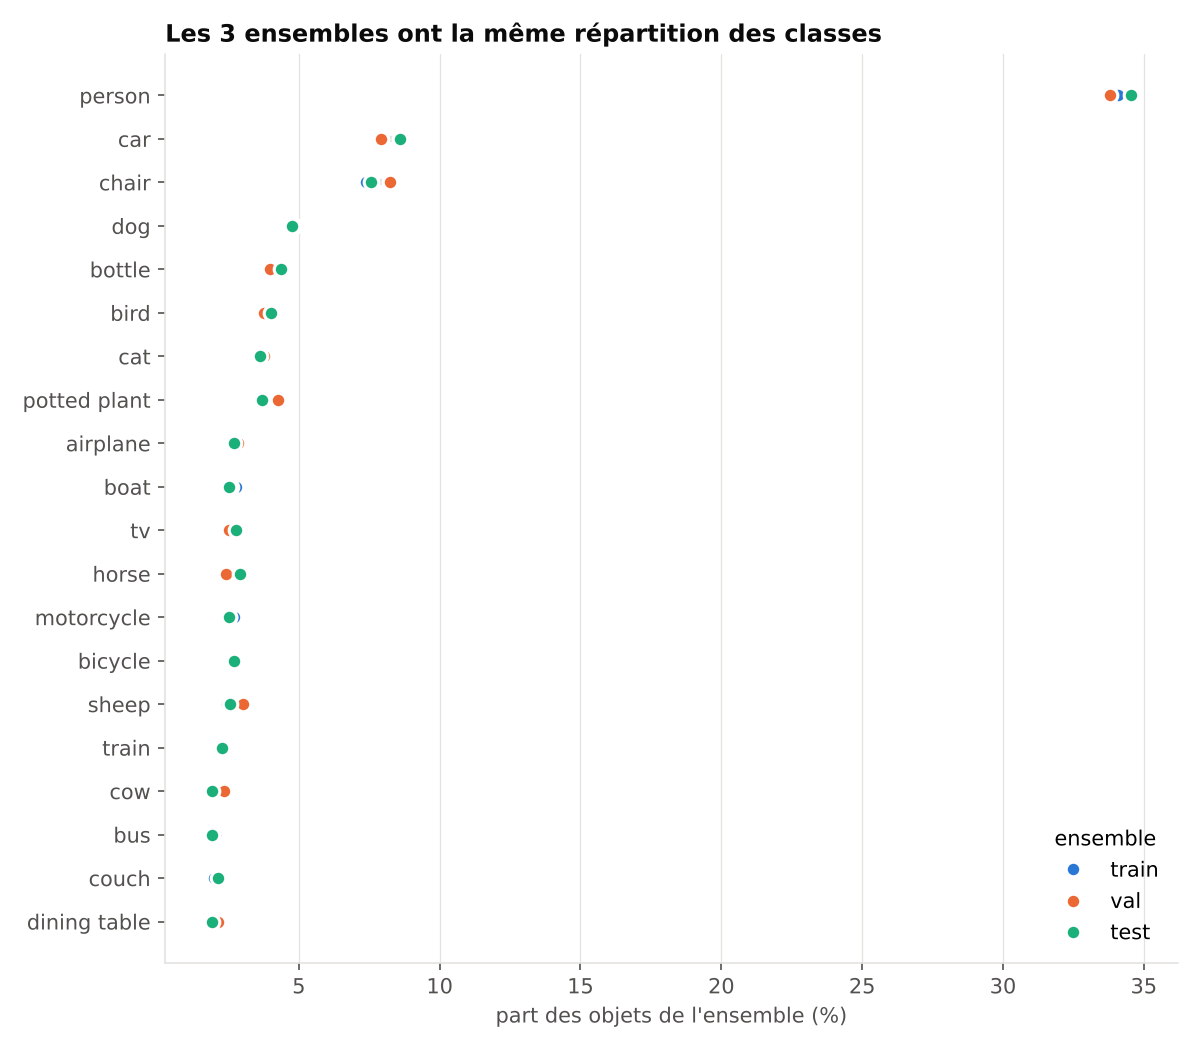 Les 3 ensembles ont la même répartition des classes
person
car
chair
dog
bottle
bird
cat
potted plant
airplane
boat
tv
horse
motorcycle
bicycle
sheep
train
cow
bus
couch
dining table
ensemble
train
val
test
5 10 15 20 25 30 35
part des objets de l'ensemble (%)